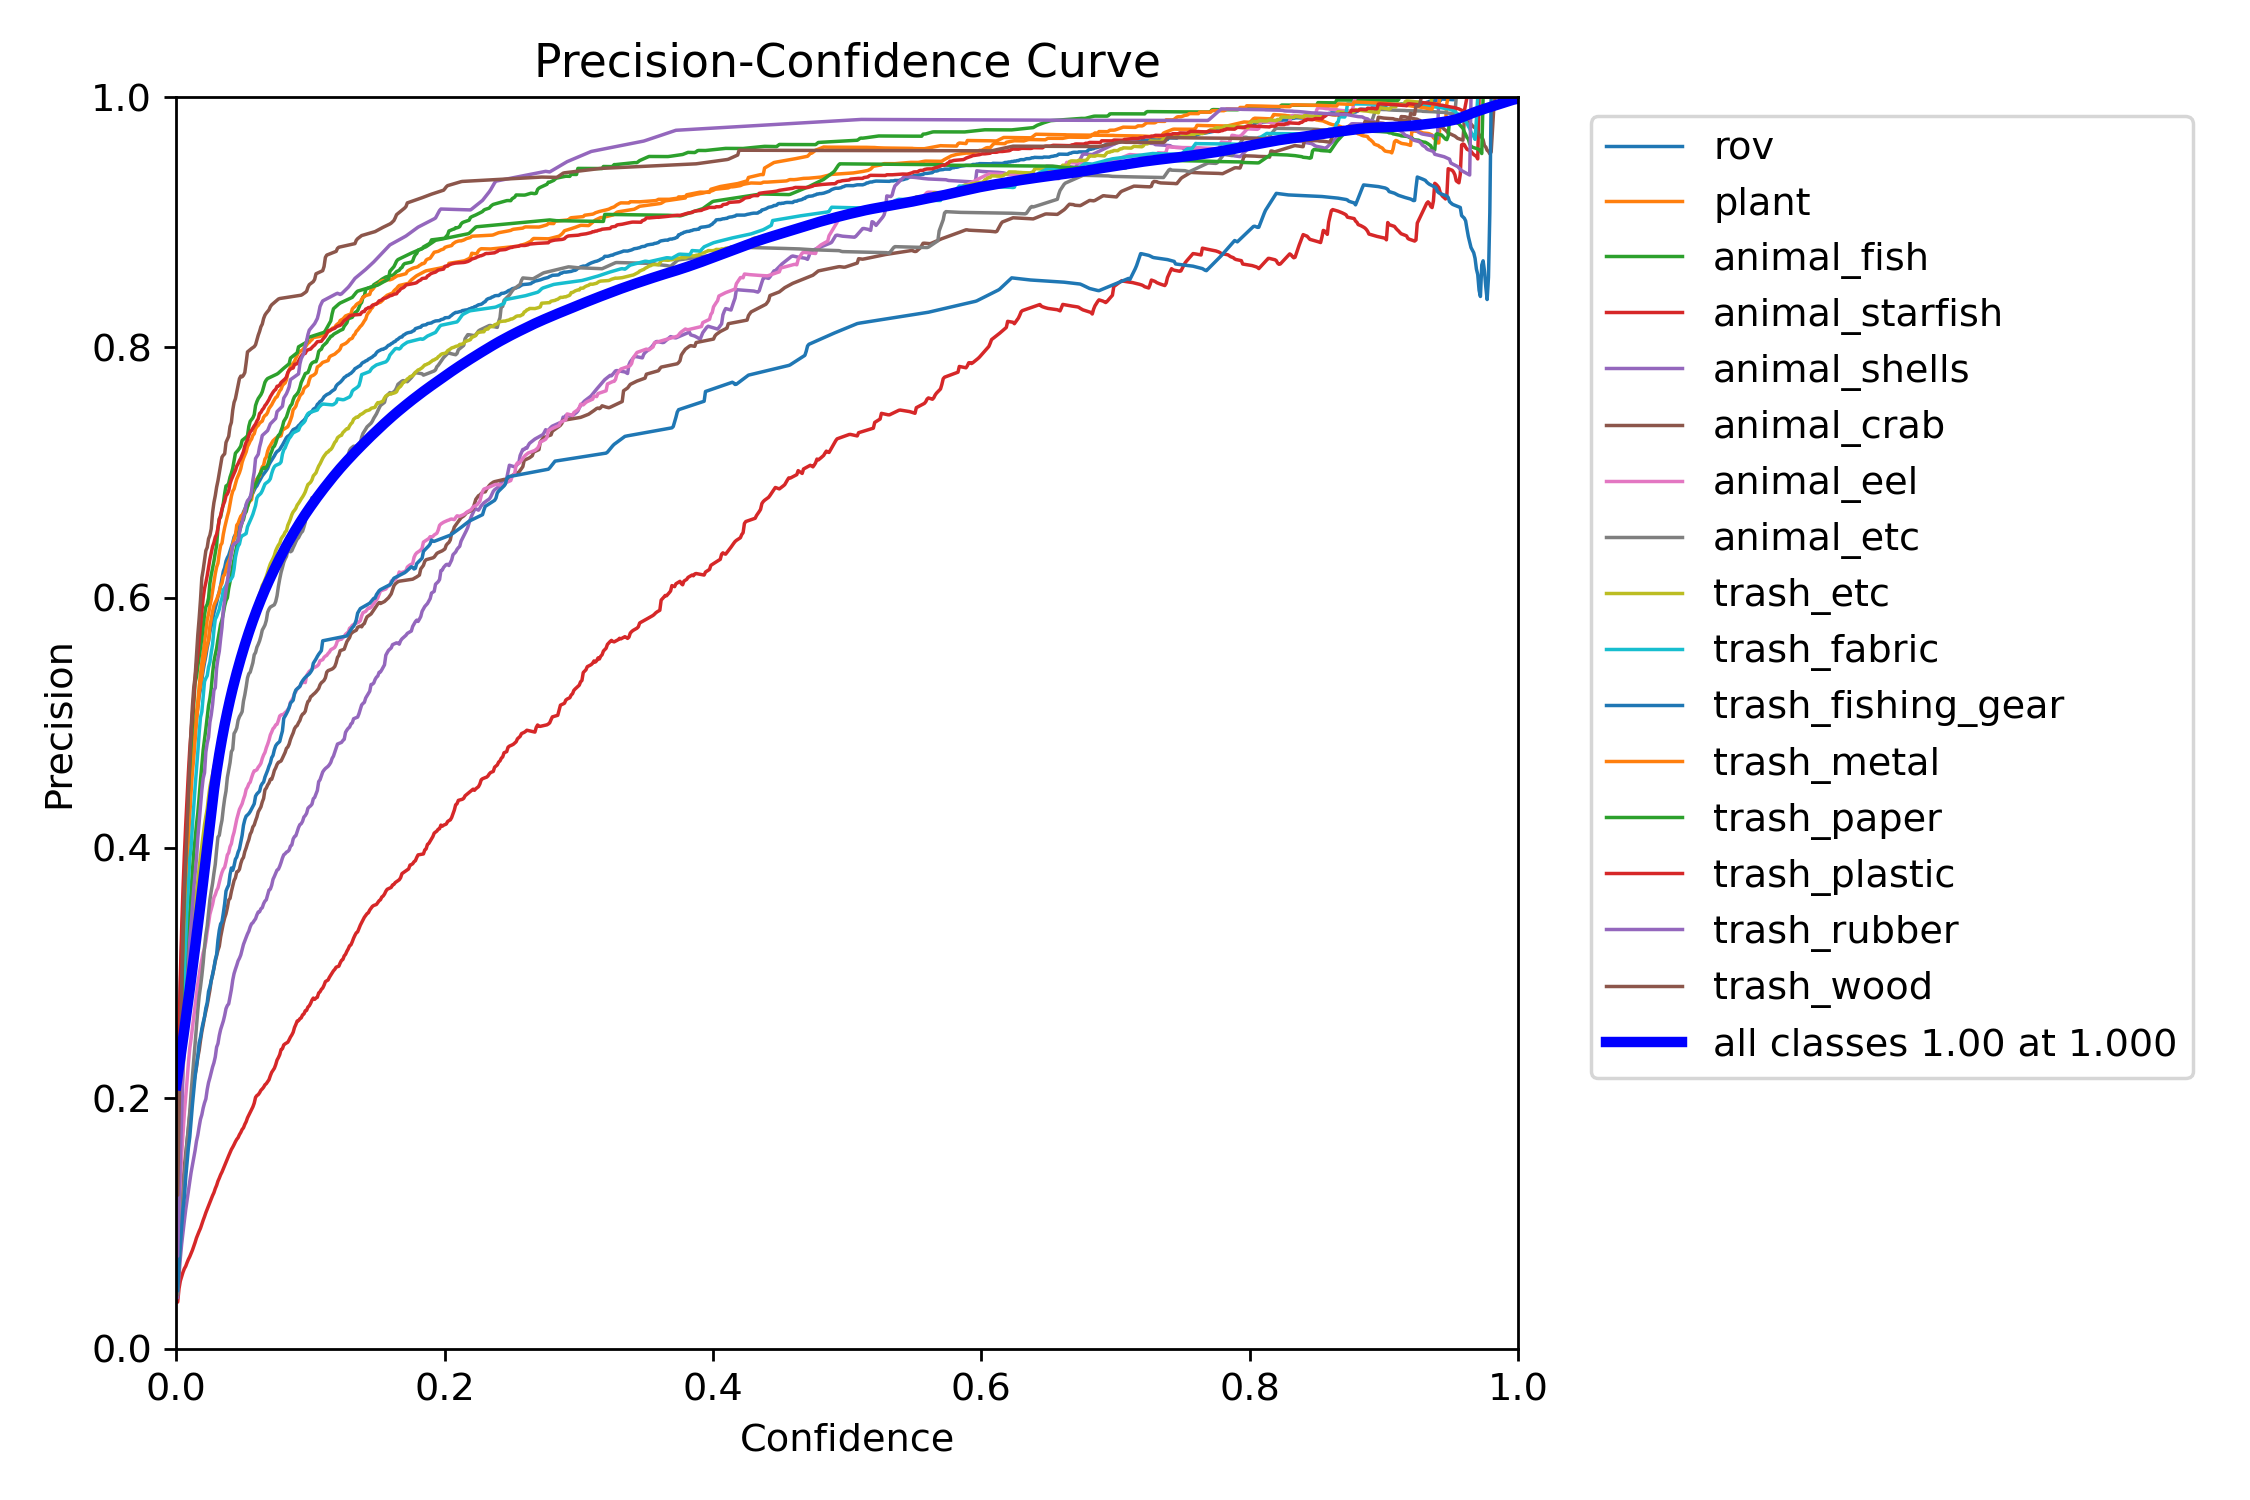 Precision-Confidence Curve
1.0
0.8
0.6
0.4
0.2
0.0
Precision
0.0 0.2 0.4 0.6 0.8 1.0
Confidence
rov
plant
animal_fish
animal_starfish
animal_shells
animal_crab
animal_eel
animal_etc
trash_etc
trash_fabric
trash_fishing_gear
trash_metal
trash_paper
trash_plastic
trash_rubber
trash_wood
all classes 1.00 at 1.000